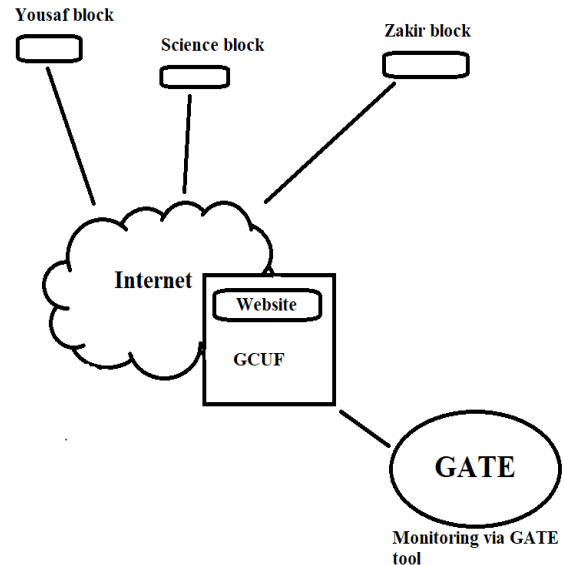 Yousaf block
Science block
Zakir block
Internet
Website
GCUF
GATE
Monitoring via GATE
tool